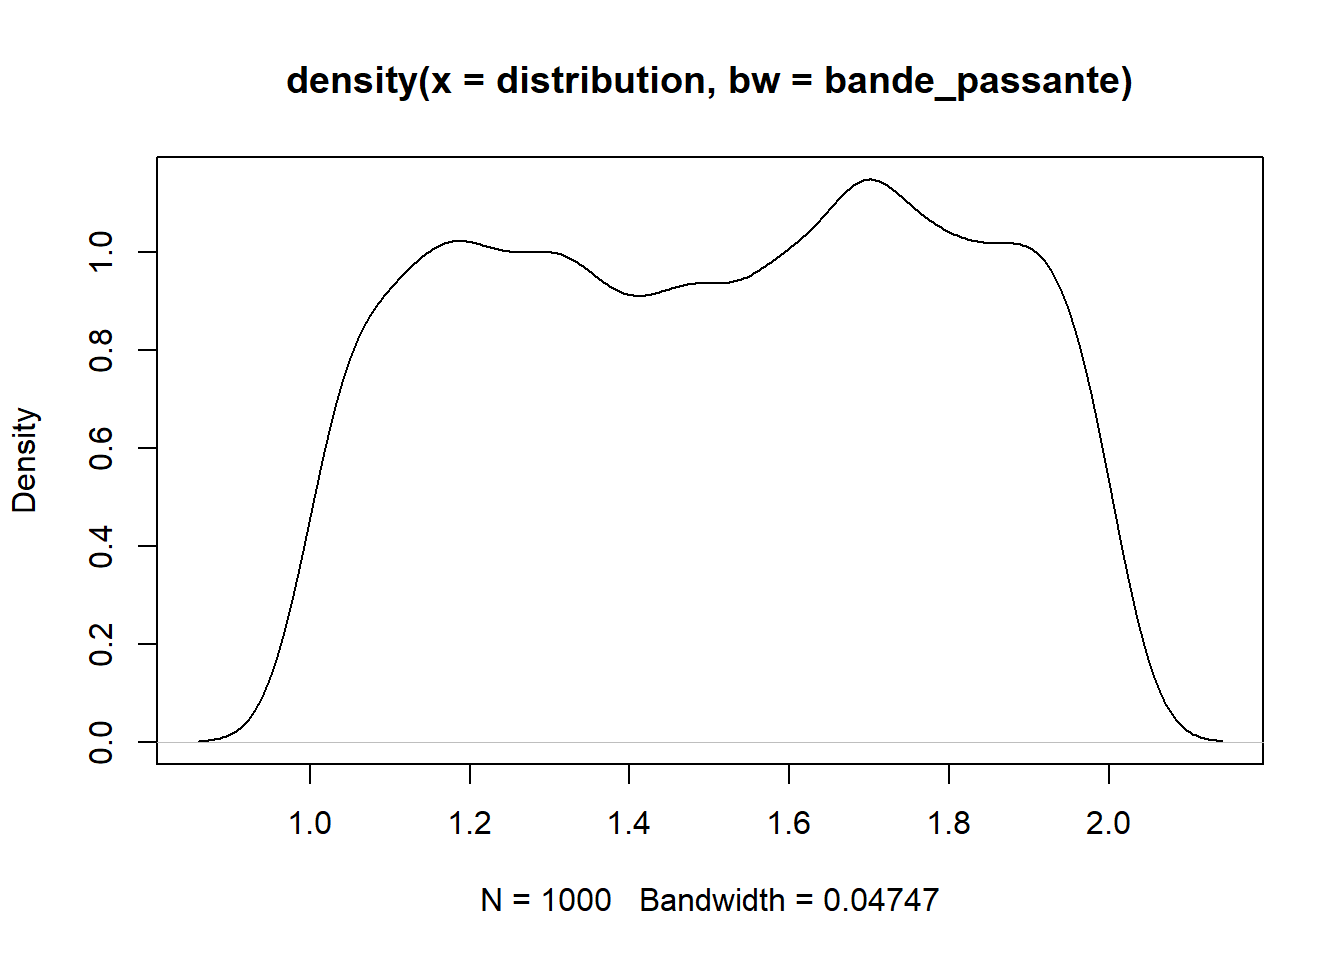 density(x = distribution, bw = bande_passante)
Density
1.0
0.8
0.6
0.4
0.2
0.0
1.0 1.2 1.4 1.6 1.8 2.0
N = 1000 Bandwidth = 0.04747